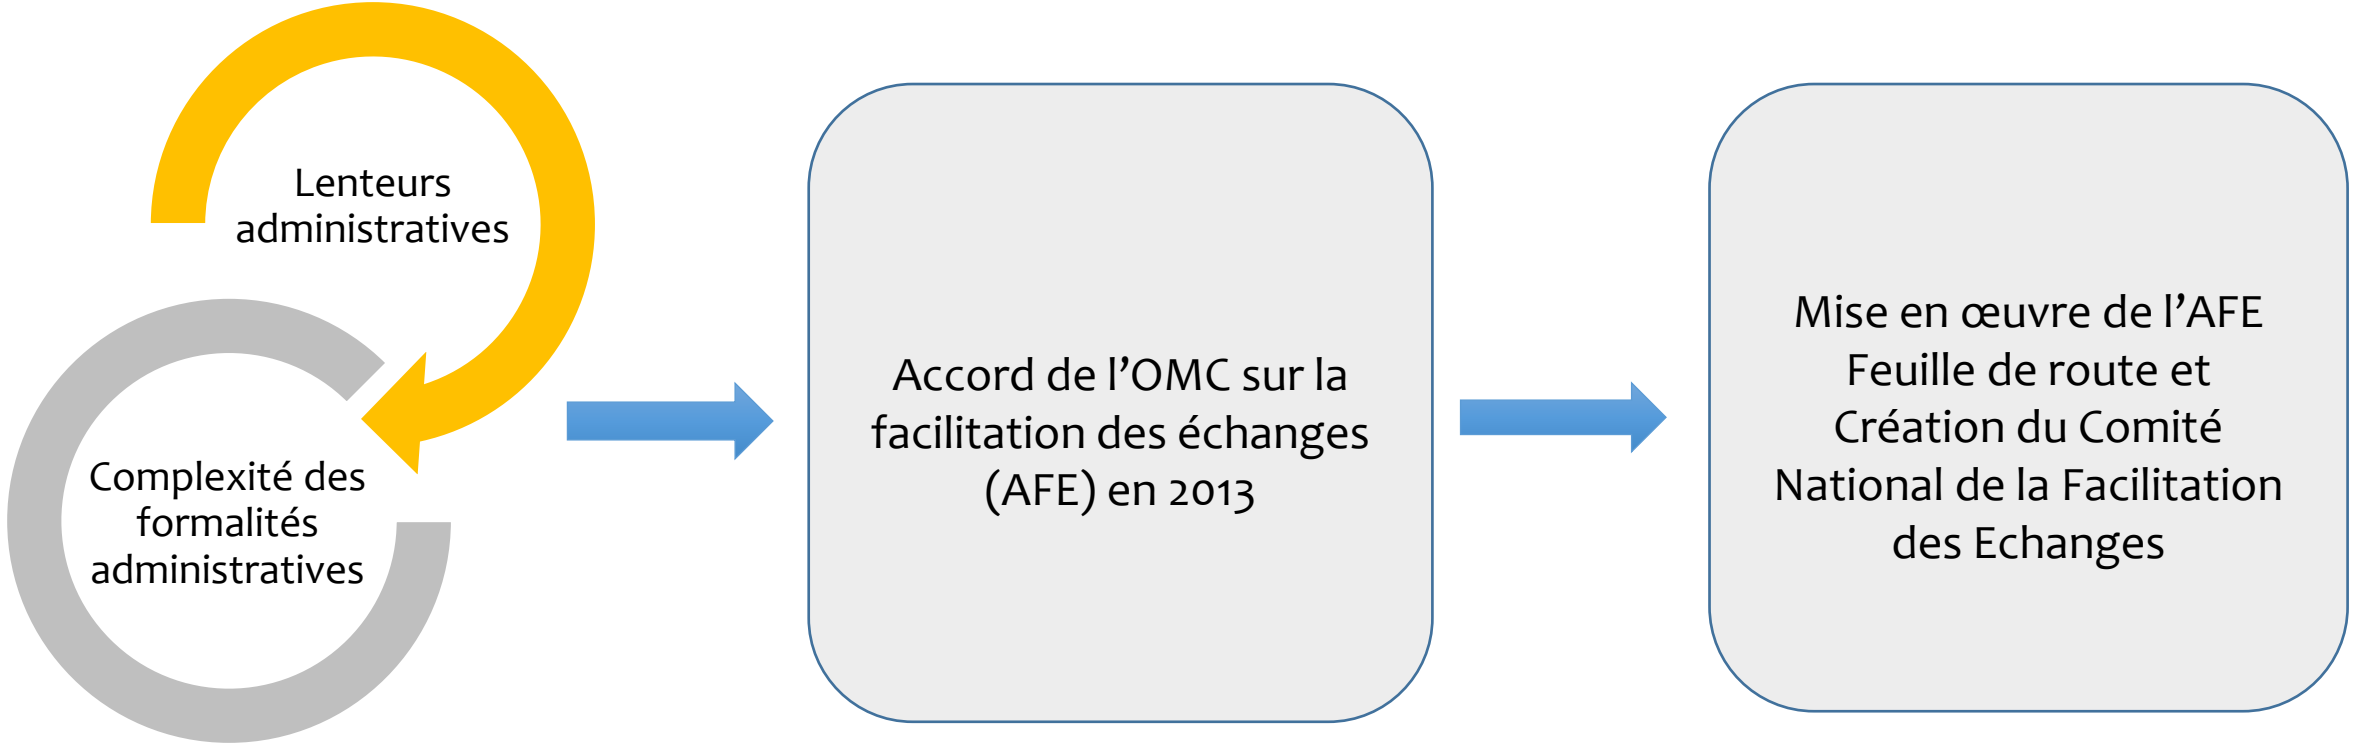 Lenteurs
administratives
Complexité des
formalités
administratives
Accord de l’OMC sur la
facilitation des échanges
(AFE) en 2013
Mise en œuvre de l’AFE
Feuille de route et
Création du Comité
National de la Facilitation
des Echanges